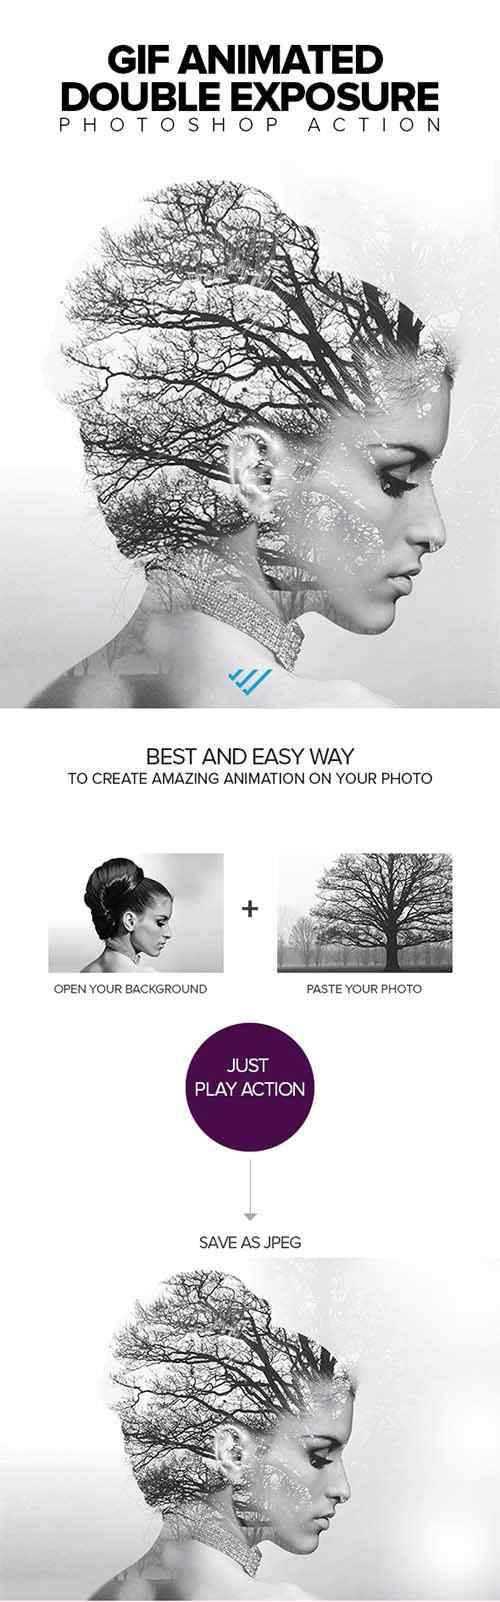 GIF ANIMATED
DOUBLE EXPOSURE
PHOTOSHOP ACTION
BEST AND EASY WAY
TO CREATE AMAZING ANIMATION ON YOUR PHOTO
+
OPEN YOUR BACKGROUND
PASTE YOUR PHOTO
JUST
PLAY ACTION
SAVE AS JPEG